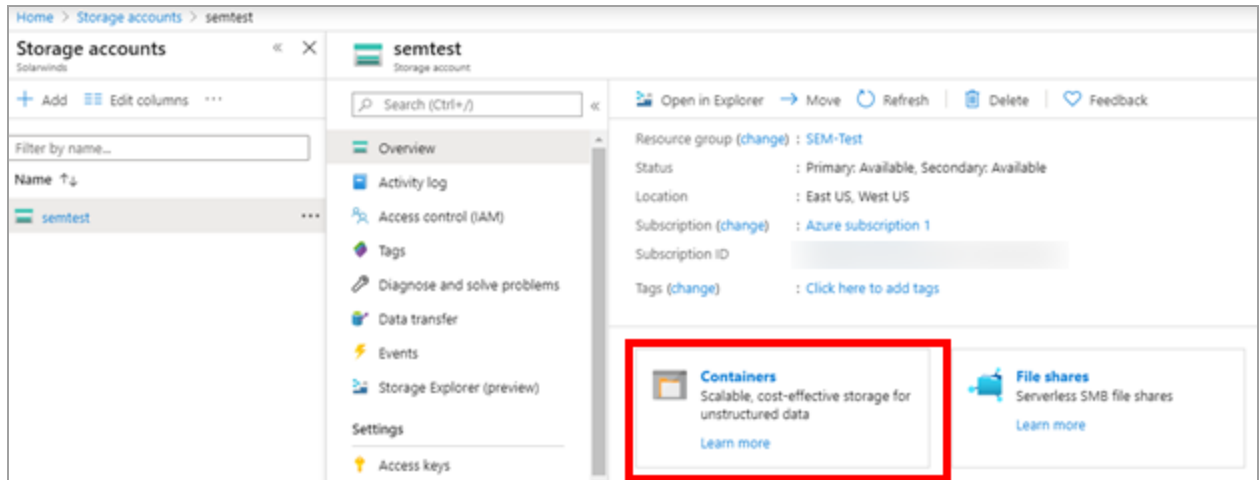 Home > Storage accounts > semtest
Storage accounts
Solarwinds
Add Edit columns ...
Filter by name...
Name
semtest ...
semtest
Storage account
Search (Ctrl+/)
Overview
Activity log
Access control (IAM)
Tags
Diagnose and solve problems
Data transfer
Events
Storage Explorer (preview)
Settings
Access keys
Open in Explorer Move Refresh Delete Feedback
Resource group (change) : SEM-Test
Status : Primary: Available, Secondary: Available
Location : East US, West US
Subscription (change) : Azure subscription 1
Subscription ID
Tags (change) : Click here to add tags
Containers
Scalable, cost-effective storage for
unstructured data
Learn more
File shares
Serverless SMB file shares
Learn more